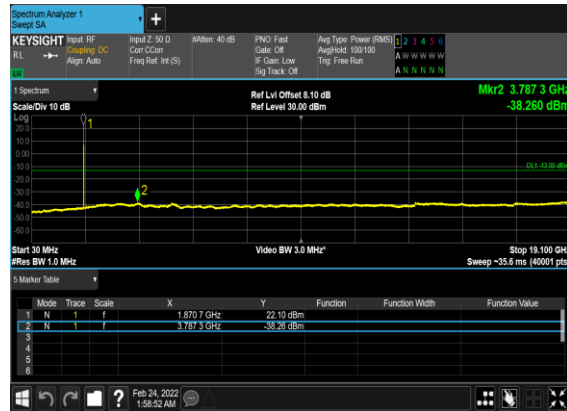 Spectrum Analyzer 1
Swept SA
+
KEYSIGHT Input: RF Input Z: 50 Ω #Atten: 40 dB PNO: Fast Avg Type: Power (RMS) 1 2 3 4 5 6
RL Coupling: DC Corr CCorr Gate: Off Avg|Hold: 100/100 A W W W W W
Align: Auto Freq Ref: Int (S) IF Gain: Low Trig: Free Run
Sig Track: Off A N N N N N
1 Spectrum Ref Lvl Offset 8.10 dB Mkr2 3.787 3 GHz
Scale/Div 10 dB Ref Level 30.00 dBm -38.260 dBm
Log
1
20.0
10.0
0.00
-10.0
DL1 -13.00 dBm
-20.0
-30.0
2
-40.0
-50.0
-60.0
Start 30 MHz Video BW 3.0 MHz* Stop 19.100 GHz
#Res BW 1.0 MHz Sweep ~35.6 ms (40001 pts)
5 Marker Table
Mode Trace Scale X Y Function Function Width Function Value
1 N 1 f 1.870 7 GHz 22.10 dBm
2 N 1 f 3.787 3 GHz -38.26 dBm
3
4
5
6
? Feb 24, 2022
1:58:52 AM